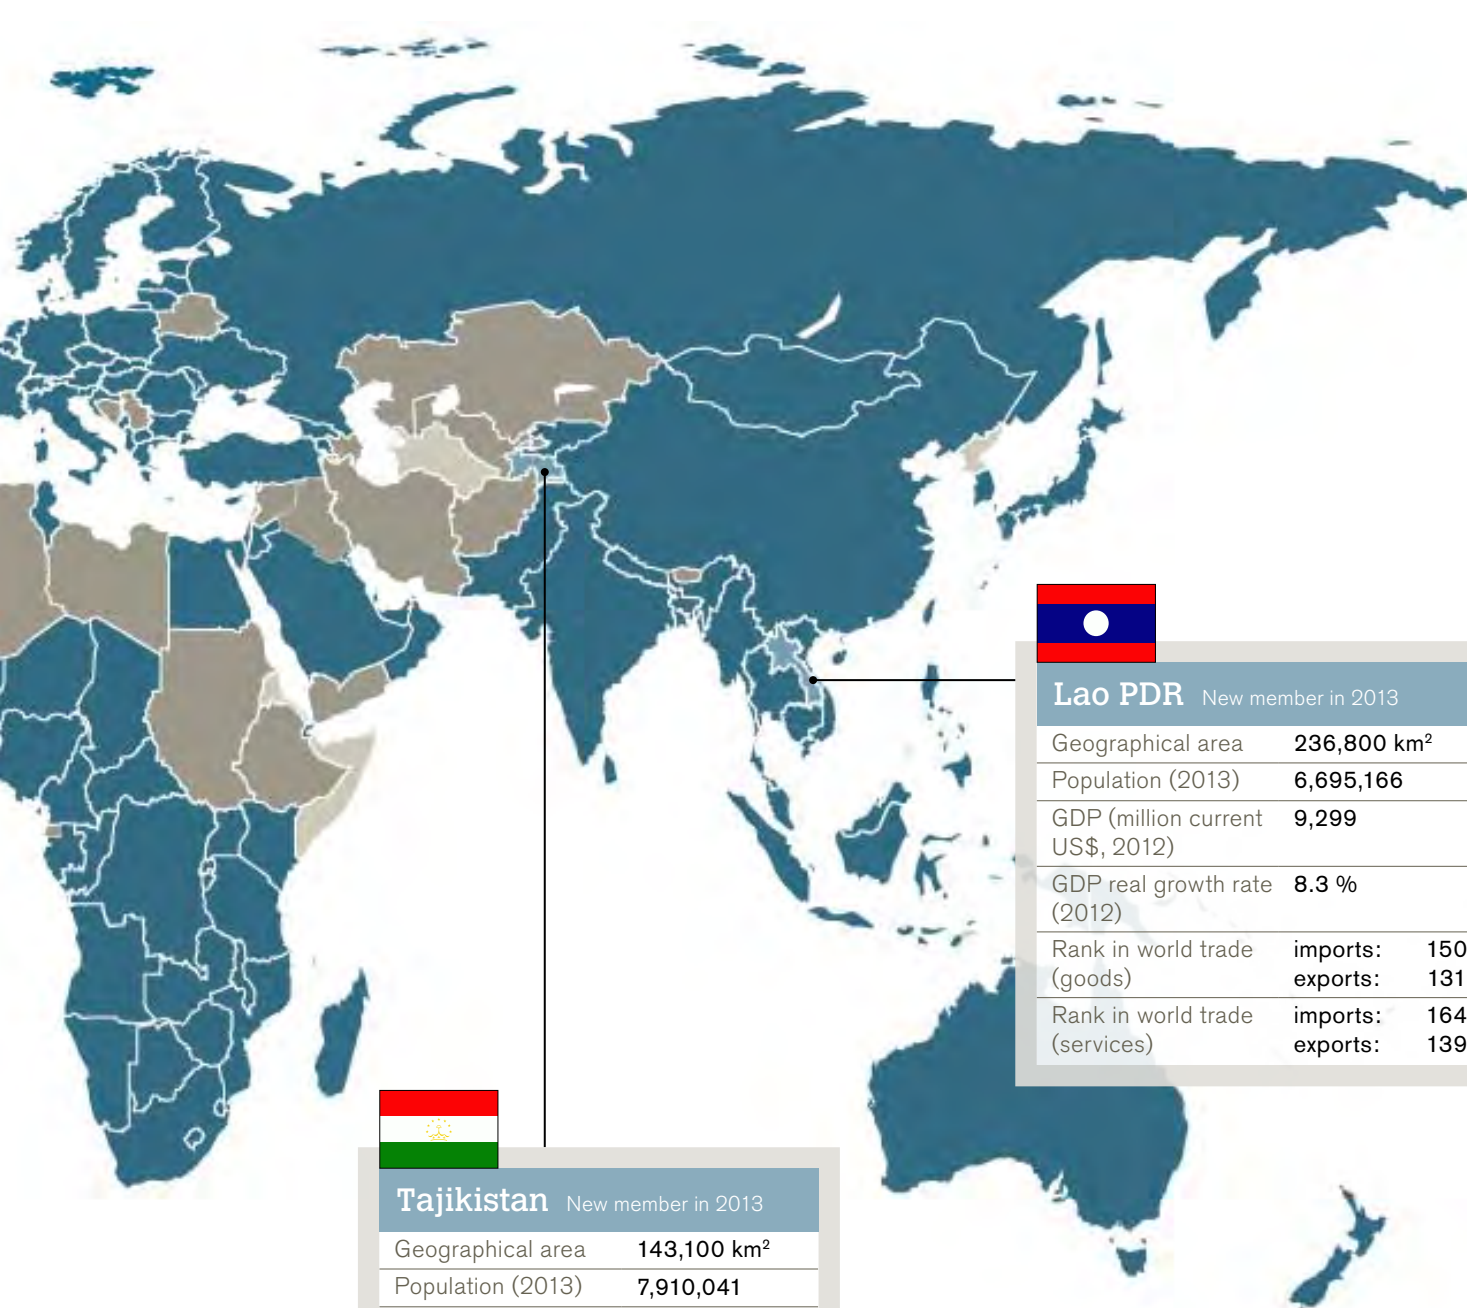 Lao PDR New member in 2013
Geographical area 236,800 km²
Population (2013) 6,695,166
GDP (million current 9,299
US$, 2012)
GDP real growth rate 8.3 %
(2012)
Rank in world trade imports: 150
(goods) exports: 131
Rank in world trade imports: 164
(services) exports: 139
Tajikistan New member in 2013
Geographical area 143,100 km²
Population (2013) 7,910,041